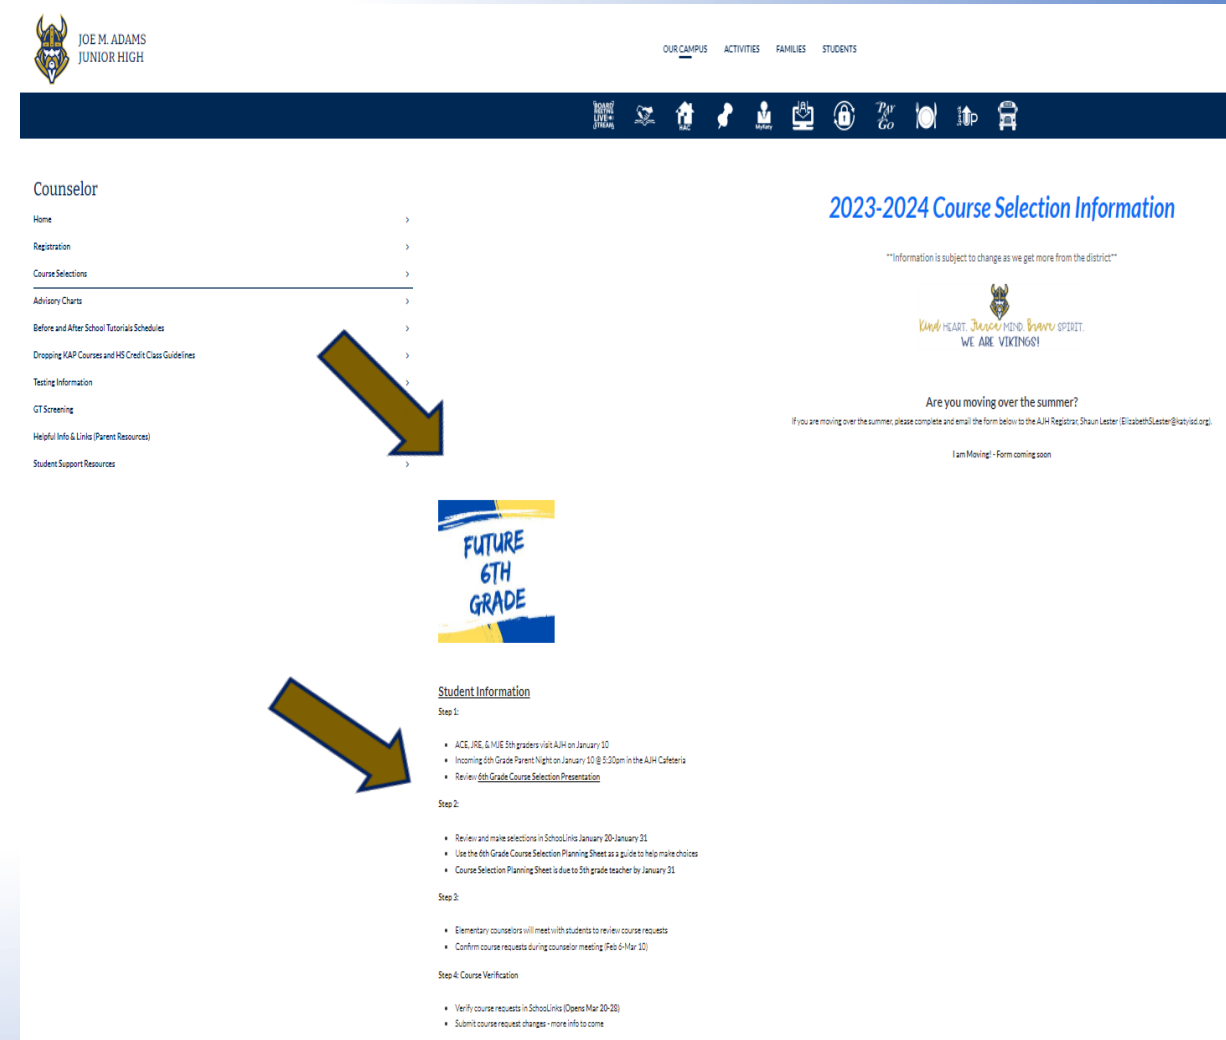 JOE M. ADAMS
JUNIOR HIGH
OUR CAMPUS ACTIVITIES FAMILIES STUDENTS
BOARD
MEETING
LIVE
STREAM
HAC
MyKaty
PAY
N
GO
UP
Counselor
Home
Registration
Course Selections
Advisory Charts
Before and After School Tutorials Schedules
Dropping KAP Courses and HS Credit Class Guidelines
Testing Information
GT Screening
Helpful Info & Links (Parent Resources)
Student Support Resources
2023-2024 Course Selection Information
**Information is subject to change as we get more from the district**
Kind HEART. Fierce MIND. Brave SPIRIT.
WE ARE VIKINGS!
Are you moving over the summer?
If you are moving over the summer, please complete and email the form below to the AJH Registrar, Shaun Lester (ElizabethSLester@katyisd.org).
I am Moving! - Form coming soon
FUTURE
6TH
GRADE
Student Information
Step 1:
ACE, JRE, & MJE 5th graders visit AJH on January 10
Incoming 6th Grade Parent Night on January 10 @ 5:30pm in the AJH Cafeteria
Review 6th Grade Course Selection Presentation
Step 2:
Review and make selections in SchooLinks January 20-January 31
Use the 6th Grade Course Selection Planning Sheet as a guide to help make choices
Course Selection Planning Sheet is due to 5th grade teacher by January 31
Step 3:
Elementary counselors will meet with students to review course requests
Confirm course requests during counselor meeting (Feb 6-Mar 10)
Step 4: Course Verification
Verify course requests in SchooLinks (Opens Mar 20-28)
Submit course request changes - more info to come